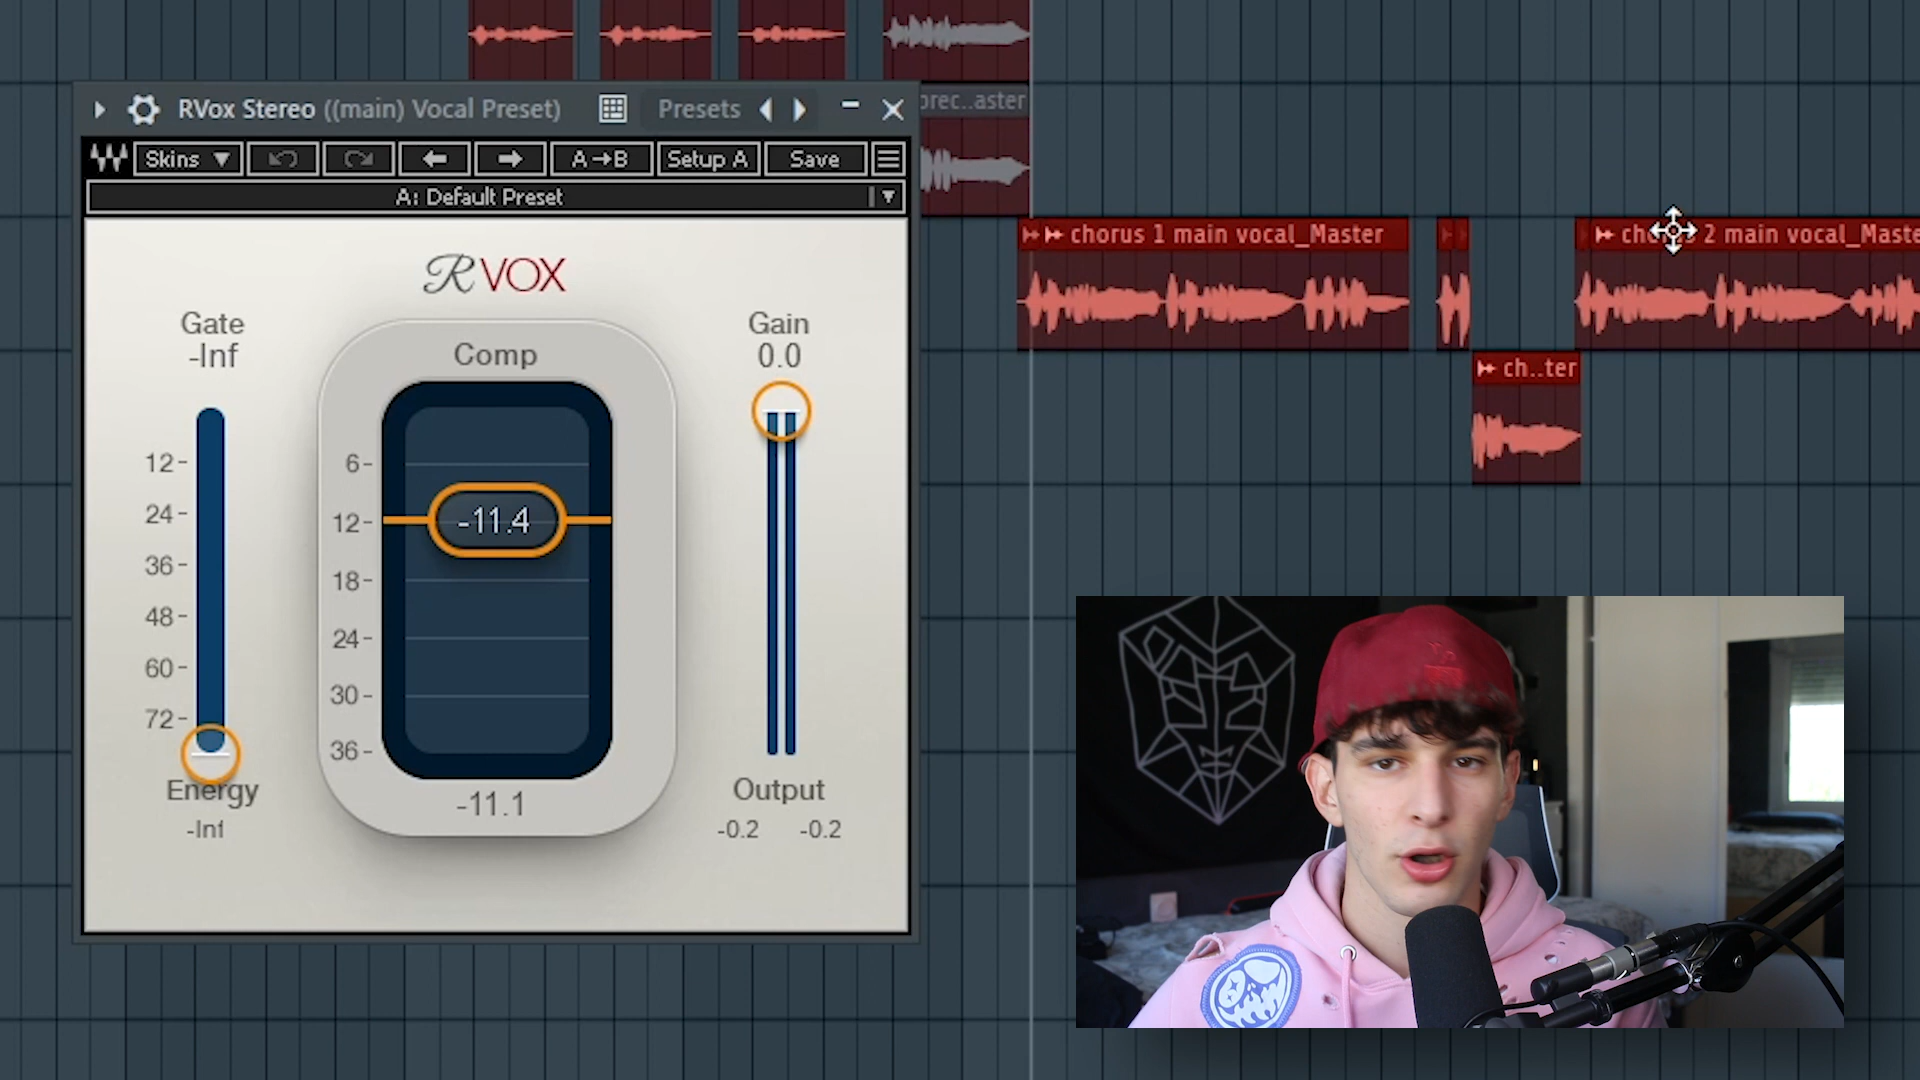 prec..aster
RVox Stereo ((main) Vocal Preset) Presets
Skins A→B Setup A Save
A: Default Preset
chorus 1 main vocal_Master
2 main vocal_Maste
ch..ter
RVOX
Gate
-Inf
Comp
Gain
0.0
12
24
36
48
60
72
6
12
18
24
30
36
-11.4
Energy
-Inf
-11.1
Output
-0.2 -0.2